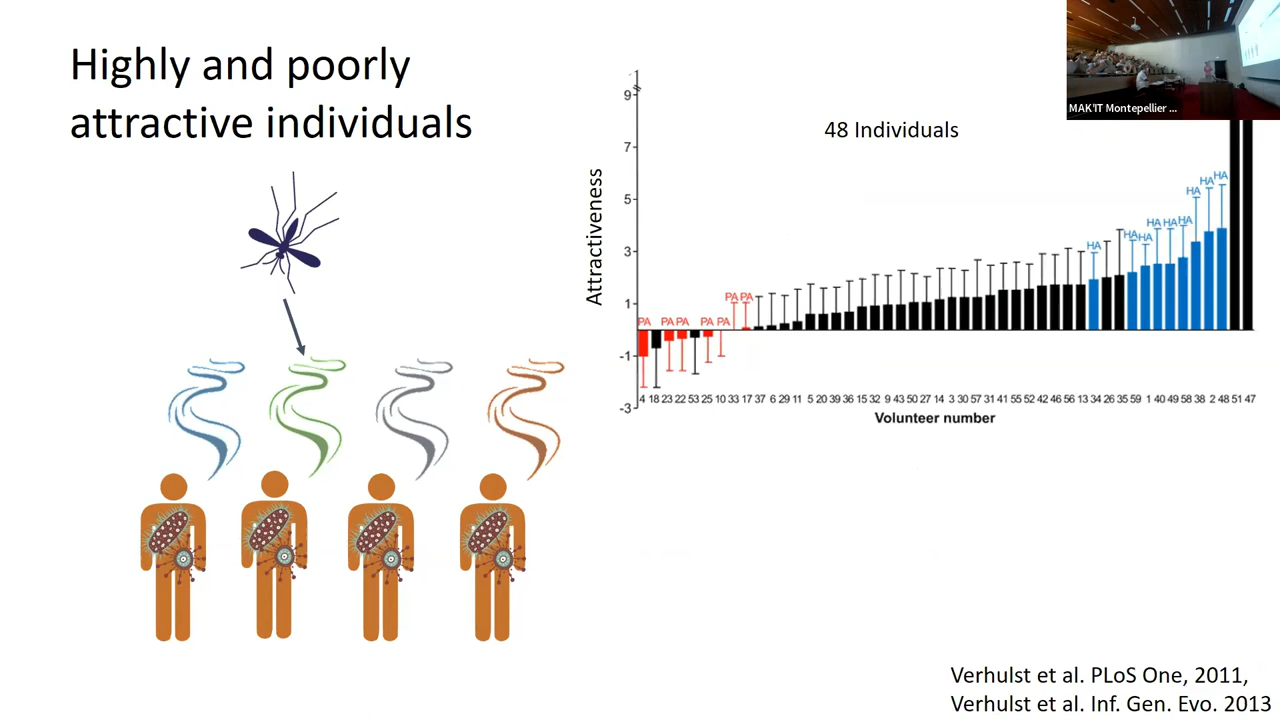 Highly and poorly
attractive individuals
MAK'IT Montepellier ...
48 Individuals
Attractiveness
9
7
5
3
1
-1
-3
PA
PA
PA
PA
PA
PA
PA
HA
HA
HA
HA
HA
HA
HA
HA
HA
4 18 23 22 53 25 10 33 17 37 6 29 11 5 20 39 36 15 32 9 43 50 27 14 3 30 57 31 41 55 52 42 46 56 13 34 26 35 59 1 40 49 58 38 2 48 51 47
Volunteer number
Verhulst et al. PLoS One, 2011,
Verhulst et al. Inf. Gen. Evo. 2013